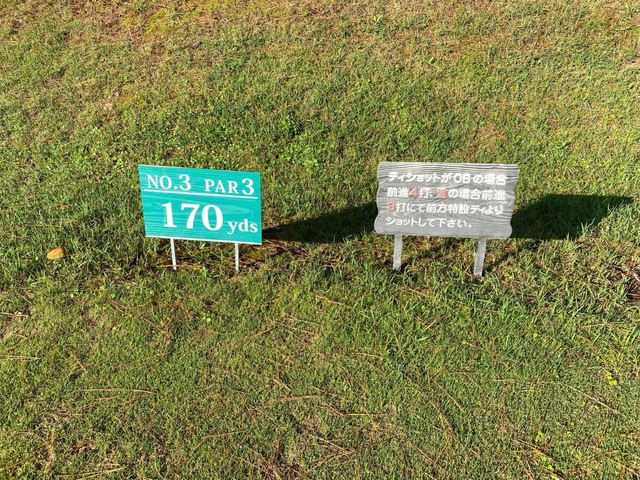 NO.3 PAR3
170yds
ティショットがOBの場合
前進4打、池の場合前進
3打にて前方特設ティより
ショットして下さい。